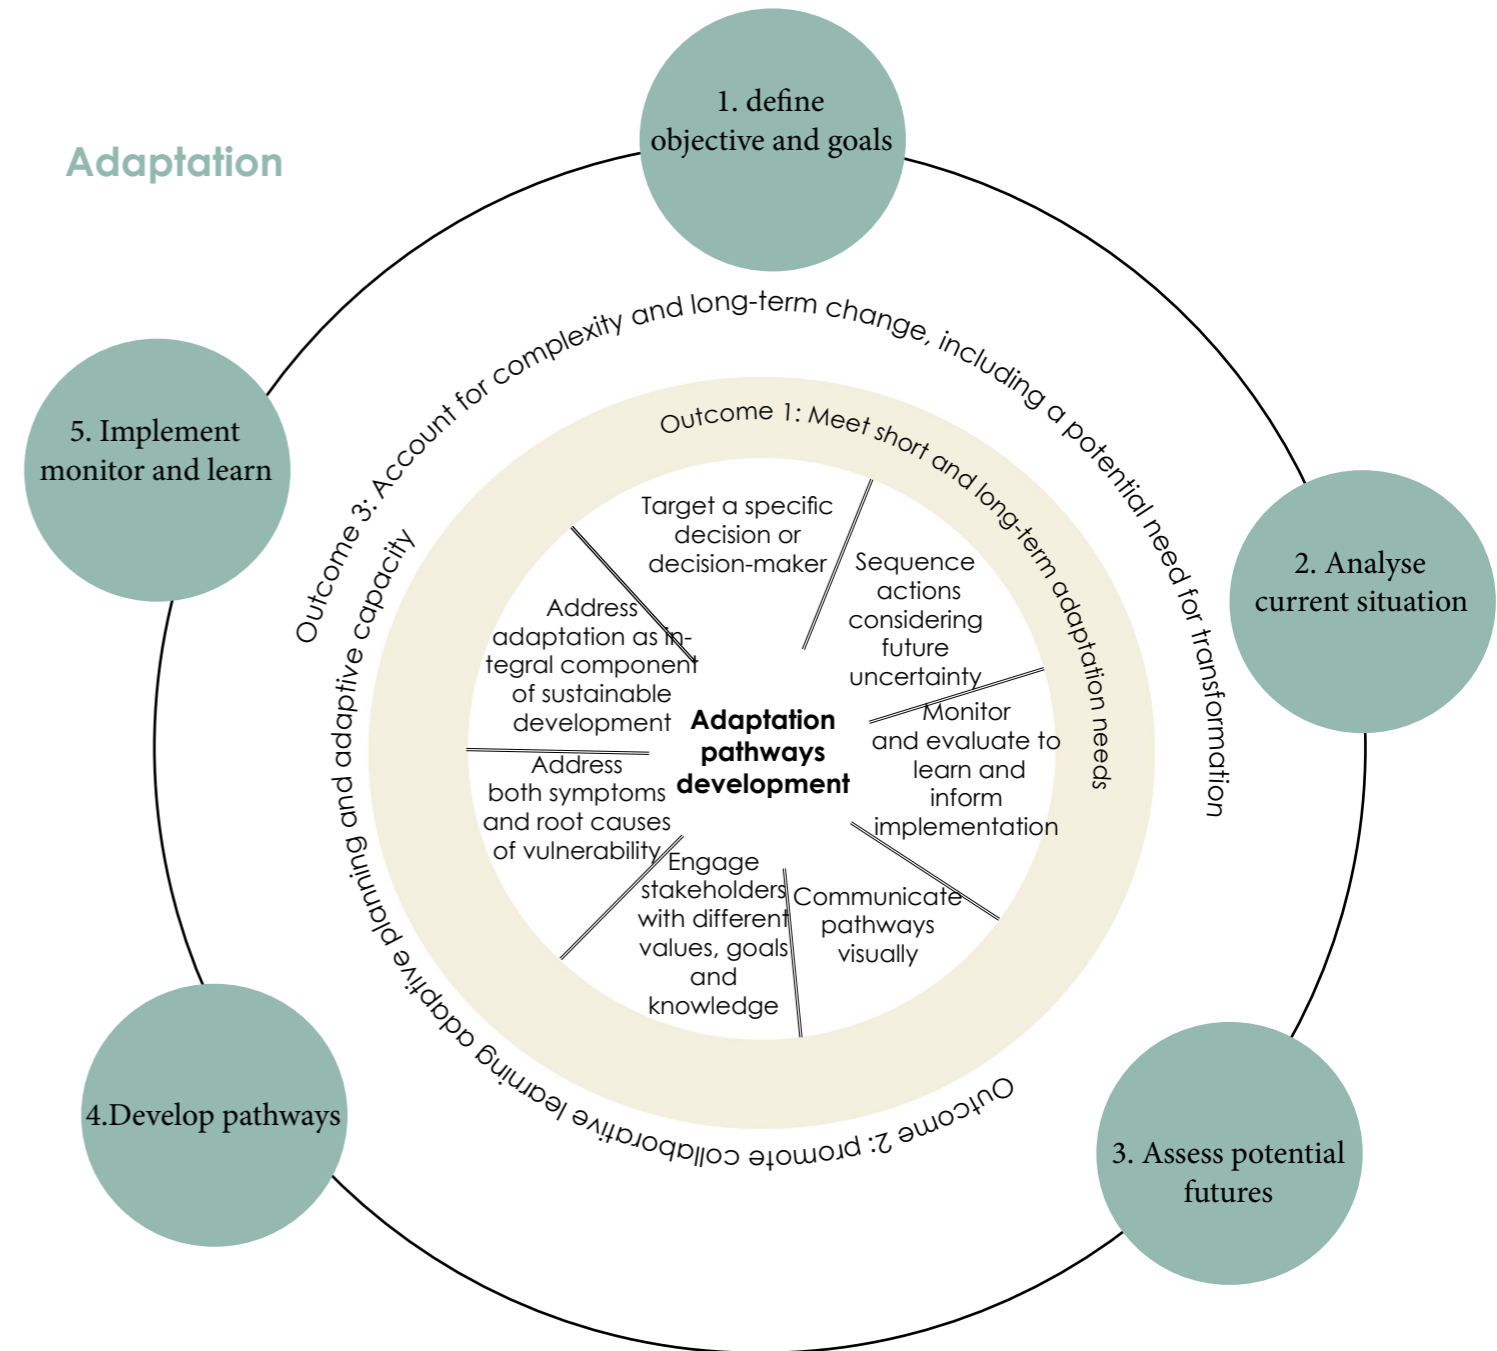 Adaptation
1. define
objective and goals
2. Analyse
current situation
3. Assess potential
futures
4.Develop pathways
5. Implement
monitor and learn
Outcome 3: Account for complexity and long-term change, including a potential need for transformation
Outcome 1: Meet short and long-term adaptation needs
Outcome 2: promote collaborative learning adaptive planning and adaptive capacity
Target a specific
decision or
decision-maker
Sequence
actions
considering
future
uncertainty
Monitor
and evaluate to
learn and
inform
implementation
Communicate
pathways
visually
Engage
stakeholders
with different
values, goals
and
knowledge
Address
both symptoms
and root causes
of vulnerability
Address
adaptation as in-
tegral component
of sustainable
development
Adaptation
pathways
development